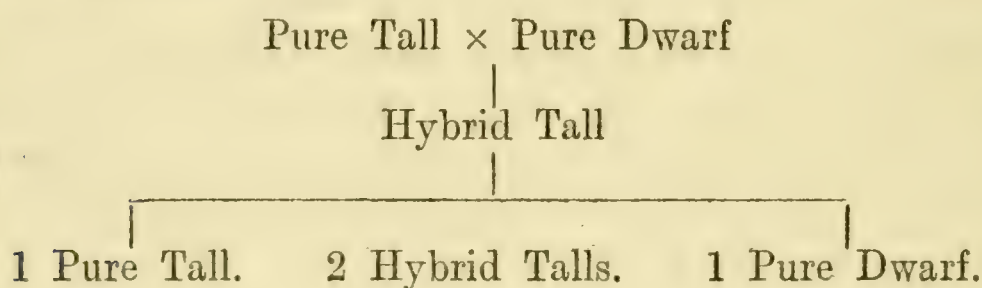 Pure Tall × Pure Dwarf
Hybrid Tall
1 Pure Tall. 2 Hybrid Talls. 1 Pure Dwarf.